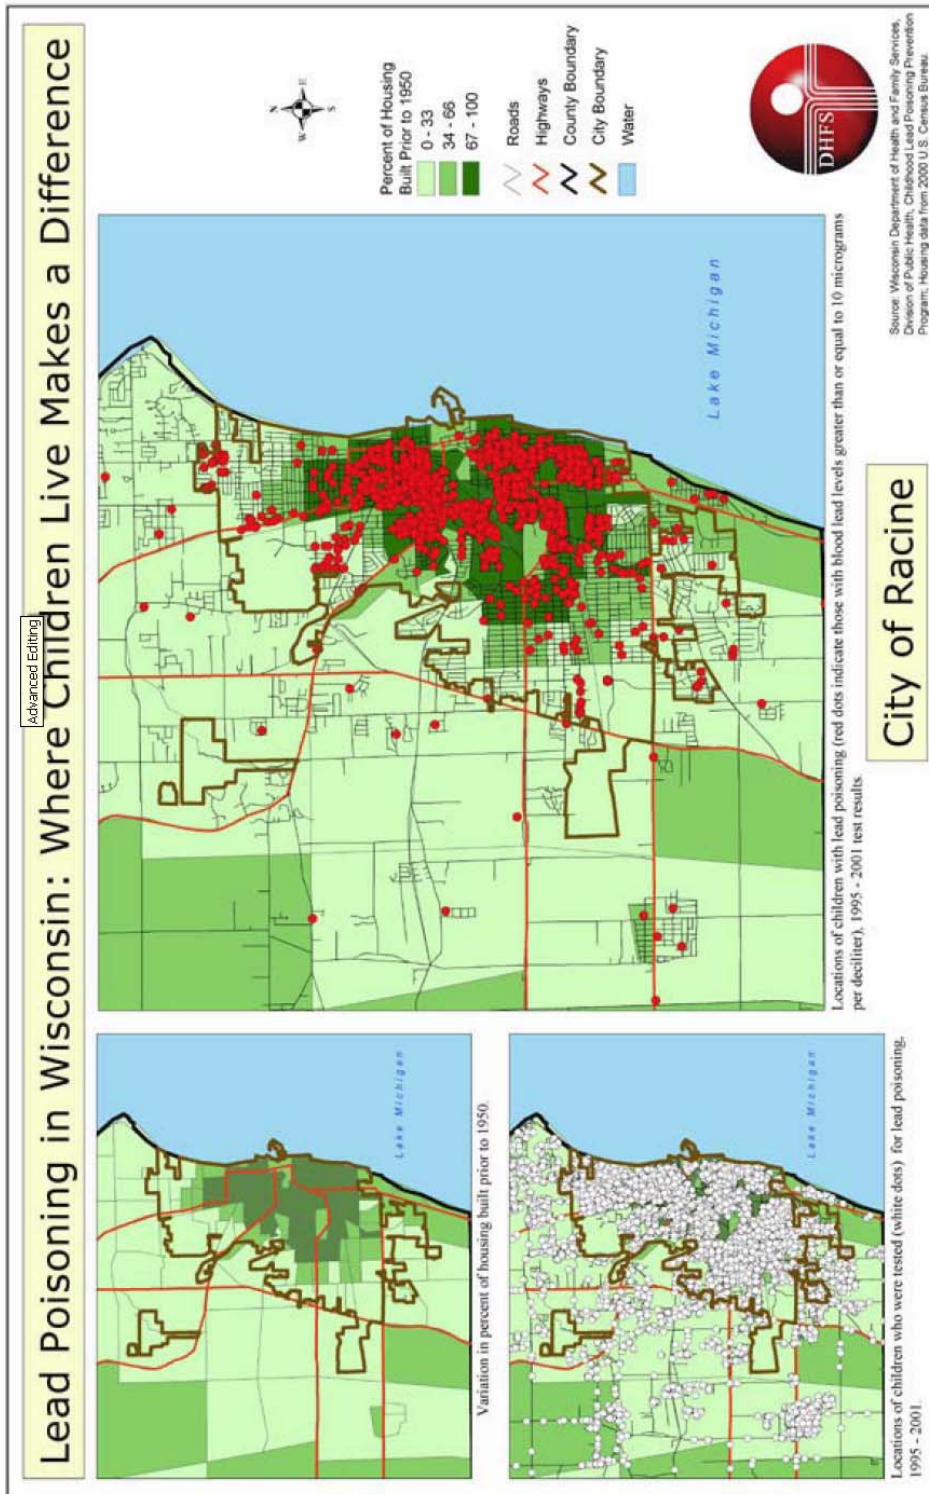 Lead Poisoning in Wisconsin: Where Children Live Makes a Difference
Advanced Editing
Lake Michigan
Variation in percent of housing built prior to 1950.
Lake Michigan
Locations of children who were tested (white dots) for lead poisoning,
1995 - 2001.
Lake Michigan
Locations of children with lead poisoning (red dots indicate those with blood lead levels greater than or equal to 10 micrograms
per deciliter), 1995 - 2001 test results.
City of Racine
N
E
S
W
Percent of Housing
Built Prior to 1950
0 - 33
34 - 66
67 - 100
Roads
Highways
County Boundary
City Boundary
Water
DHFS
Source: Wisconsin Department of Health and Family Services,
Division of Public Health, Childhood Lead Poisoning Prevention
Program; Housing data from 2000 U.S. Census Bureau.